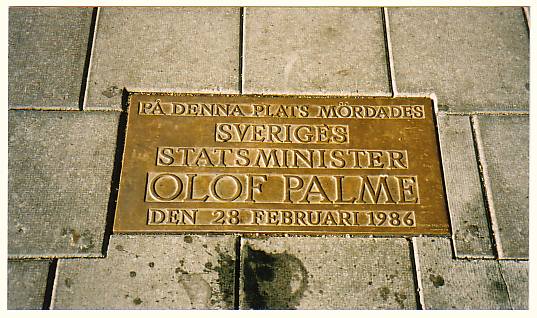 PÅ DENNA PLATS MÖRDADES
SVERIGES
STATSMINISTER
OLOF PALME
DEN 28 FEBRUARI 1986